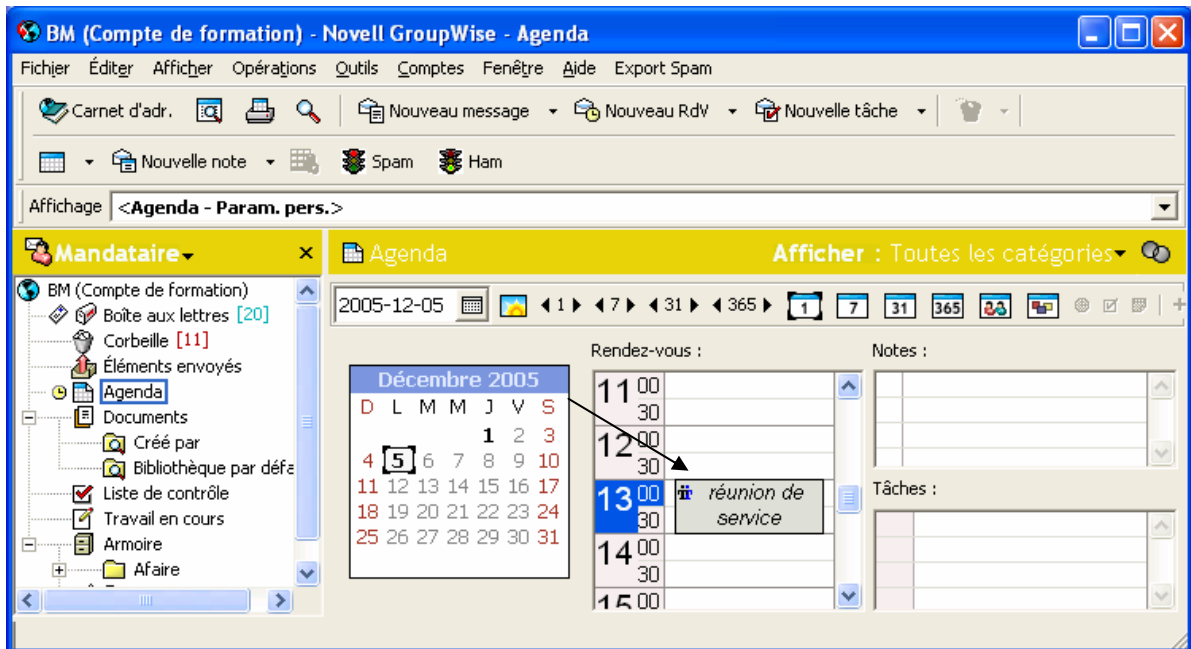 BM (Compte de formation) - Novell GroupWise - Agenda
Fichier Éditer Afficher Opérations Outils Comptes Fenêtre Aide Export Spam
Carnet d'adr. Nouveau message Nouveau RdV Nouvelle tâche
Nouvelle note Spam Ham
Affichage <Agenda - Param. pers.>
Mandataire
BM (Compte de formation)
Boîte aux lettres [20]
Corbeille [11]
Éléments envoyés
Agenda
Documents
Créé par
Bibliothèque par défa
Liste de contrôle
Travail en cours
Armoire
Afaire
Agenda Afficher : Toutes les catégories
2005-12-05 1 7 31 365 1 7 31 365
Décembre 2005
D L M M J V S
1 2 3
4 5 6 7 8 9 10
11 12 13 14 15 16 17
18 19 20 21 22 23 24
25 26 27 28 29 30 31
Rendez-vous :
11 00
30
12 00
30
13 00 réunion de
30 service
14 00
30
15 00
Notes :
Tâches :